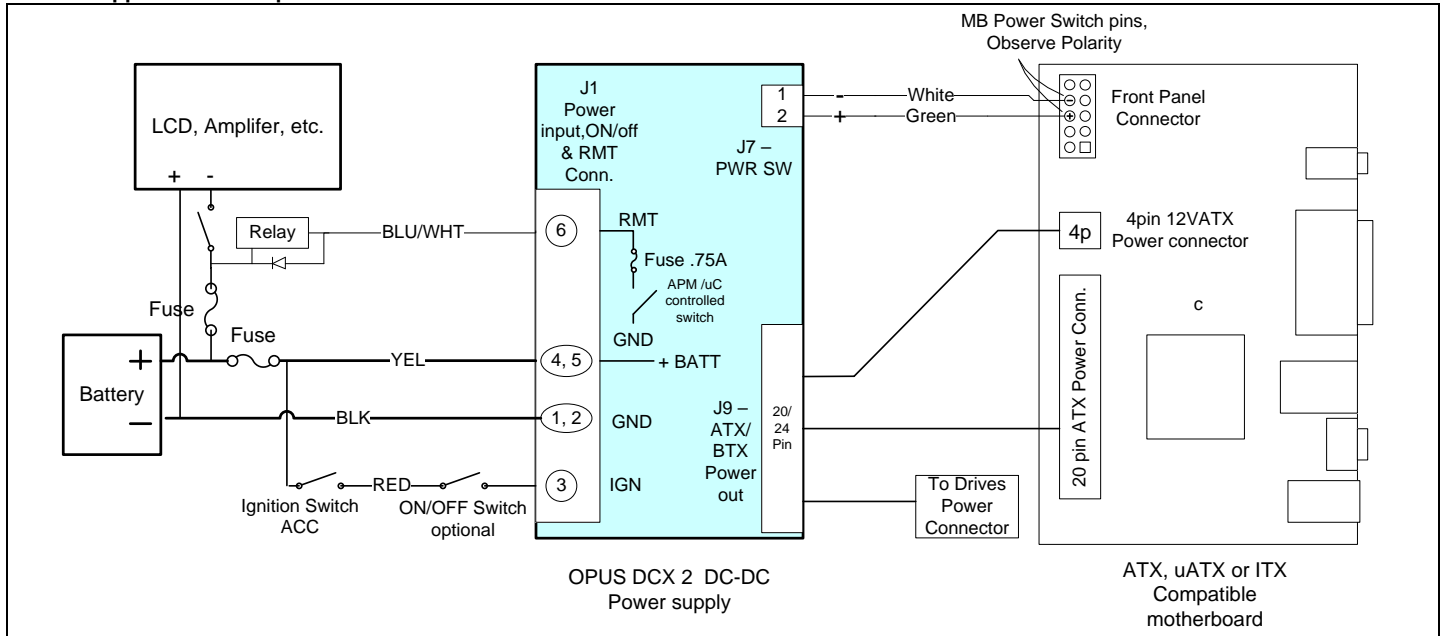 MB Power Switch pins,
Observe Polarity
LCD, Amplifer, etc.
+ -
J1
Power
input,ON/off
& RMT
Conn.
1
2
-
White
+
Green
J7 –
PWR SW
Front Panel
Connector
Relay
BLU/WHT
6
RMT
Fuse .75A
APM /uC
controlled
switch
GND
4p
4pin 12VATX
Power connector
Fuse
Fuse
+
Battery
–
YEL
4, 5
+ BATT
BLK
1, 2
GND
J9 –
ATX/
BTX
Power
out
20/
24
Pin
20 pin ATX Power Conn.
c
RED
3
IGN
Ignition Switch
ACC
ON/OFF Switch
optional
To Drives
Power
Connector
OPUS DCX 2 DC-DC
Power supply
ATX, uATX or ITX
Compatible
motherboard